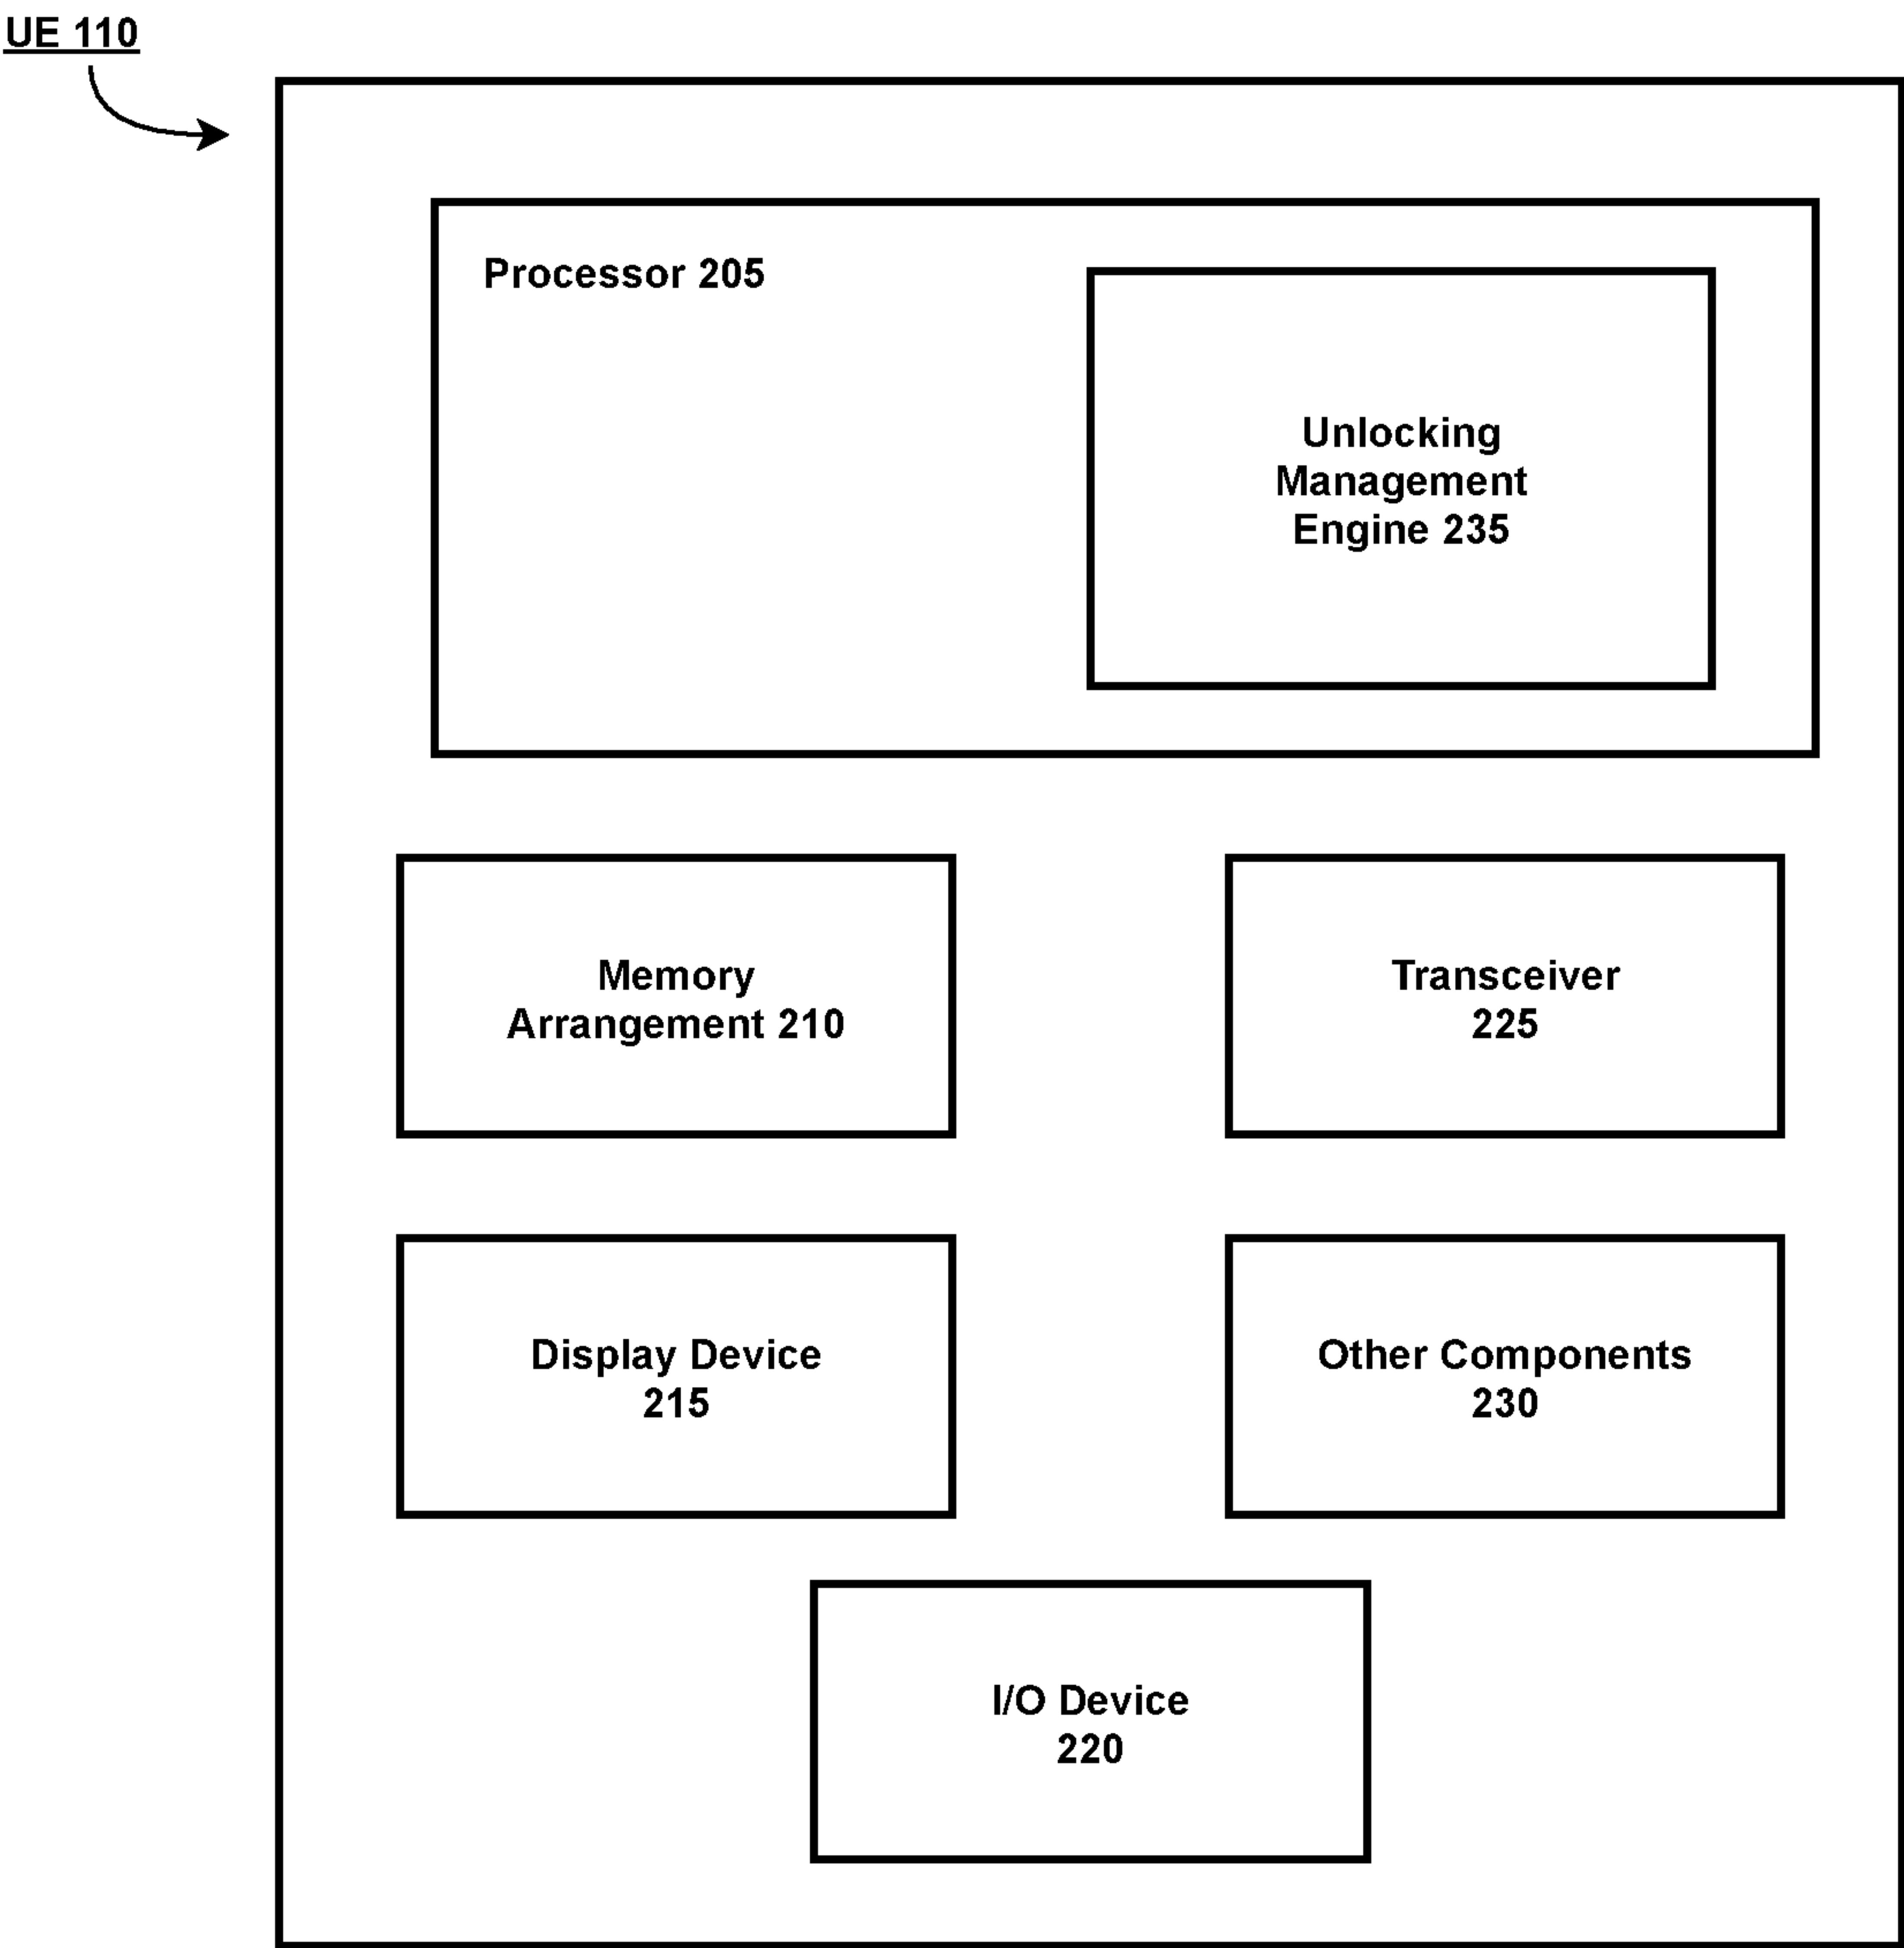 UE 110
Processor 205
Unlocking
Management
Engine 235
Memory
Arrangement 210
Transceiver
225
Display Device
215
Other Components
230
I/O Device
220